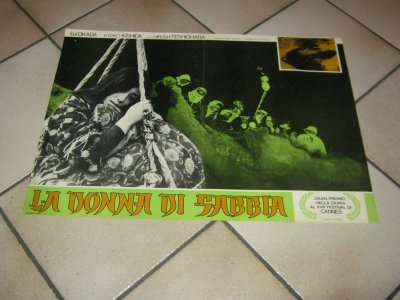 EIJI OKADA KYOKO KISHIDA HIROSHI TESHIGAHARA
LA DONNA DI SABBIA
GRAN PREMIO
DELLA GIURIA
AL XVII FESTIVAL DI
CANNES